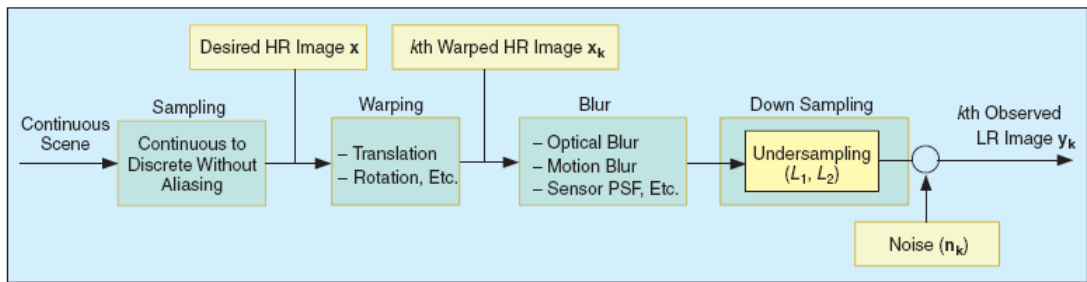 Desired HR Image x
kth Warped HR Image xₖ
Sampling
Warping
Blur
Down Sampling
Continuous
Scene
Continuous to
Discrete Without
Aliasing
– Translation
– Rotation, Etc.
– Optical Blur
– Motion Blur
– Sensor PSF, Etc.
Undersampling
(L₁, L₂)
kth Observed
LR Image yₖ
Noise (nₖ)